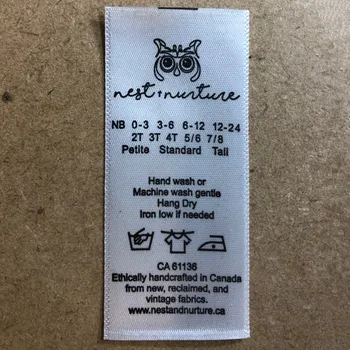 nest + nurture
NB 0-3 3-6 6-12 12-24
2T 3T 4T 5/6 7/8
Petite Standard Tall
Hand wash or
Machine wash gentle
Hang Dry
Iron low if needed
CA 61136
Ethically handcrafted in Canada
from new, reclaimed, and
vintage fabrics.
www.nestandnurture.ca